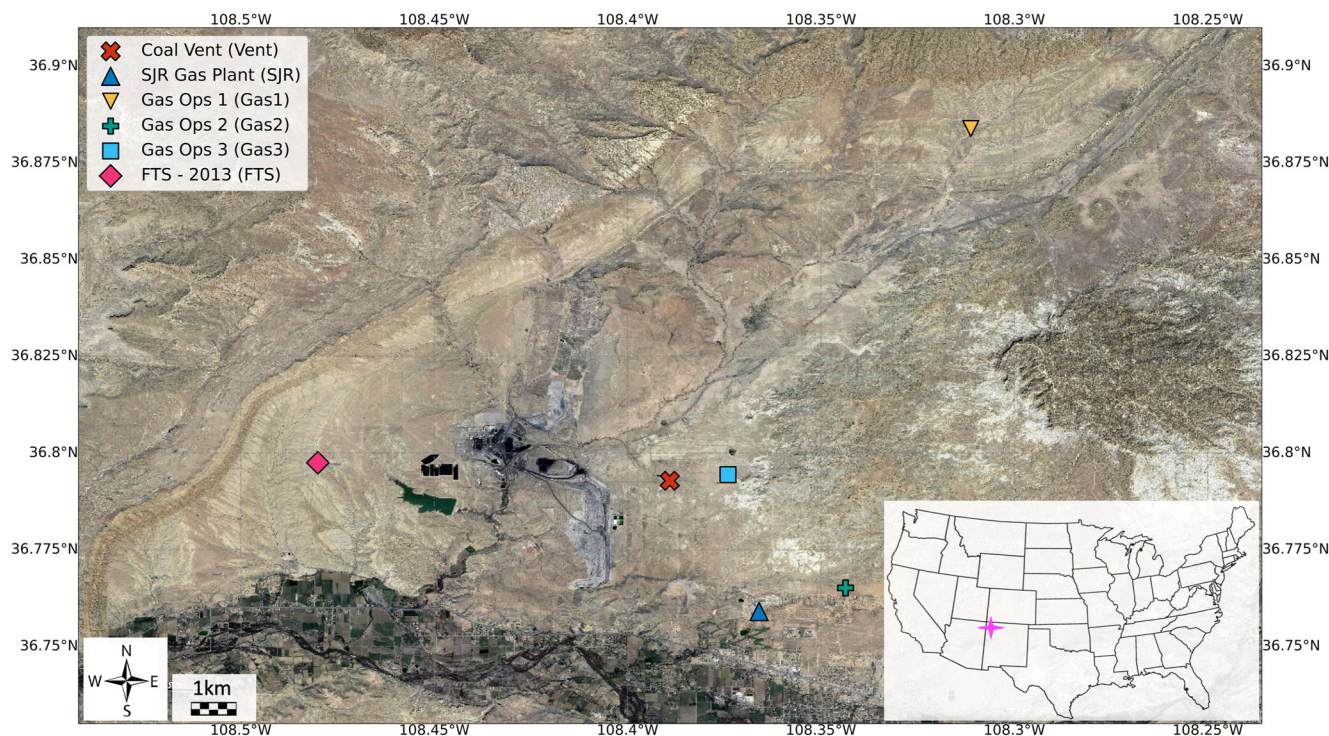 108.5°W 108.45°W 108.4°W 108.35°W 108.3°W 108.25°W
Coal Vent (Vent)
SJR Gas Plant (SJR)
Gas Ops 1 (Gas1)
Gas Ops 2 (Gas2)
Gas Ops 3 (Gas3)
FTS - 2013 (FTS)
36.9°N 36.9°N
36.875°N 36.875°N
36.85°N 36.85°N
36.825°N 36.825°N
36.8°N 36.8°N
36.775°N 36.775°N
36.75°N 36.75°N
N
W E
S
1km
108.5°W 108.45°W 108.4°W 108.35°W 108.3°W 108.25°W